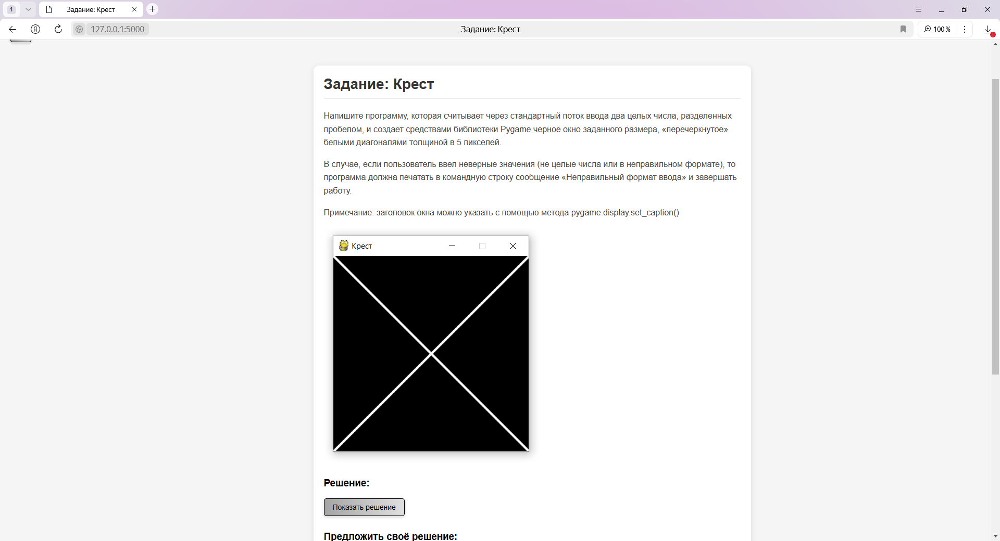 1
Задание: Крест
127.0.0.1:5000
Задание: Крест
100 %
Задание: Крест
Напишите программу, которая считывает через стандартный поток ввода два целых числа, разделенных
пробелом, и создает средствами библиотеки Pygame черное окно заданного размера, «перечеркнутое»
белыми диагоналями толщиной в 5 пикселей.
В случае, если пользователь ввел неверные значения (не целые числа или в неправильном формате), то
программа должна печатать в командную строку сообщение «Неправильный формат ввода» и завершать
работу.
Примечание: заголовок окна можно указать с помощью метода pygame.display.set_caption()
Крест
Решение:
Показать решение
Предложить своё решение: